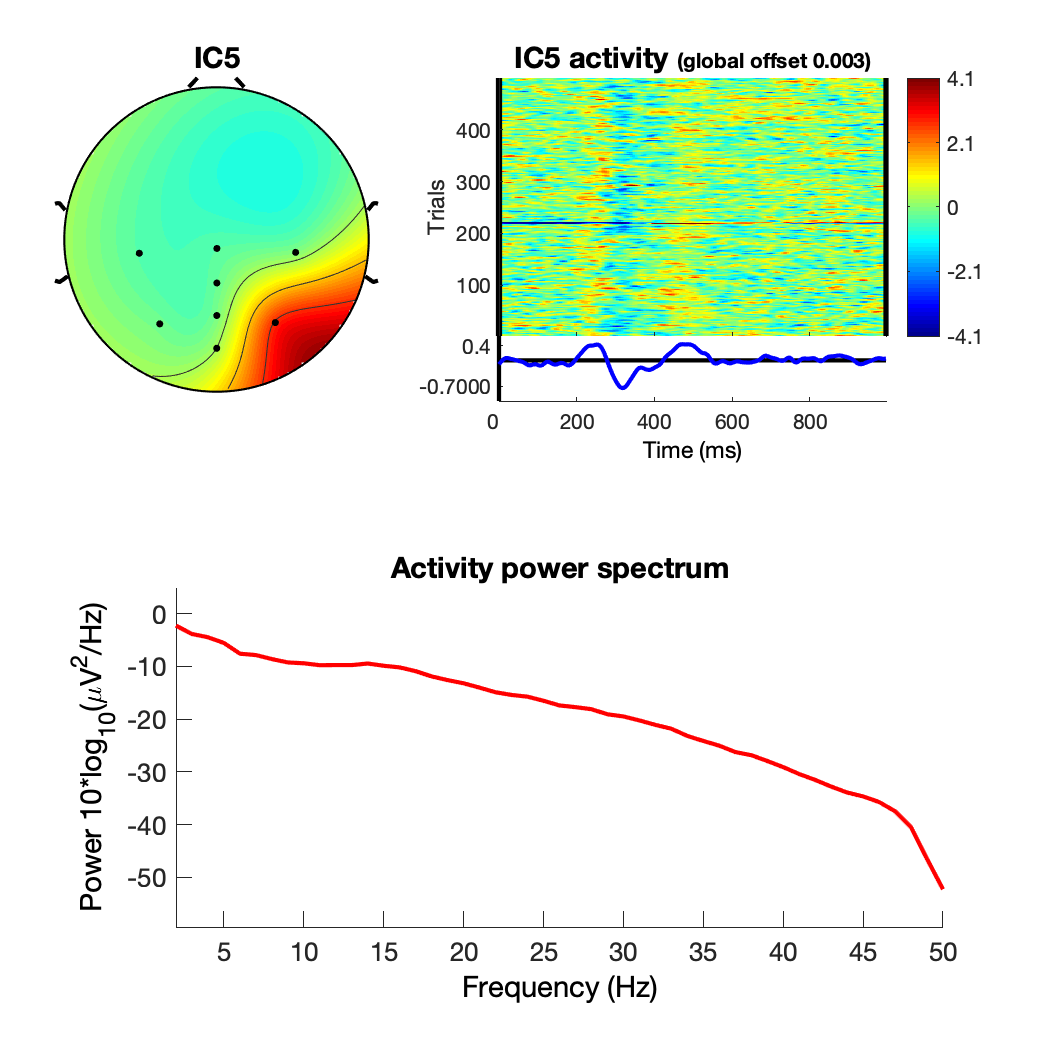 IC5
IC5 activity (global offset 0.003)
Trials
400
300
200
100
4.1
2.1
0
-2.1
-4.1
0.4
-0.7000
0 200 400 600 800
Time (ms)
Activity power spectrum
Power 10*log10(μV2/Hz)
0
-10
-20
-30
-40
-50
5 10 15 20 25 30 35 40 45 50
Frequency (Hz)